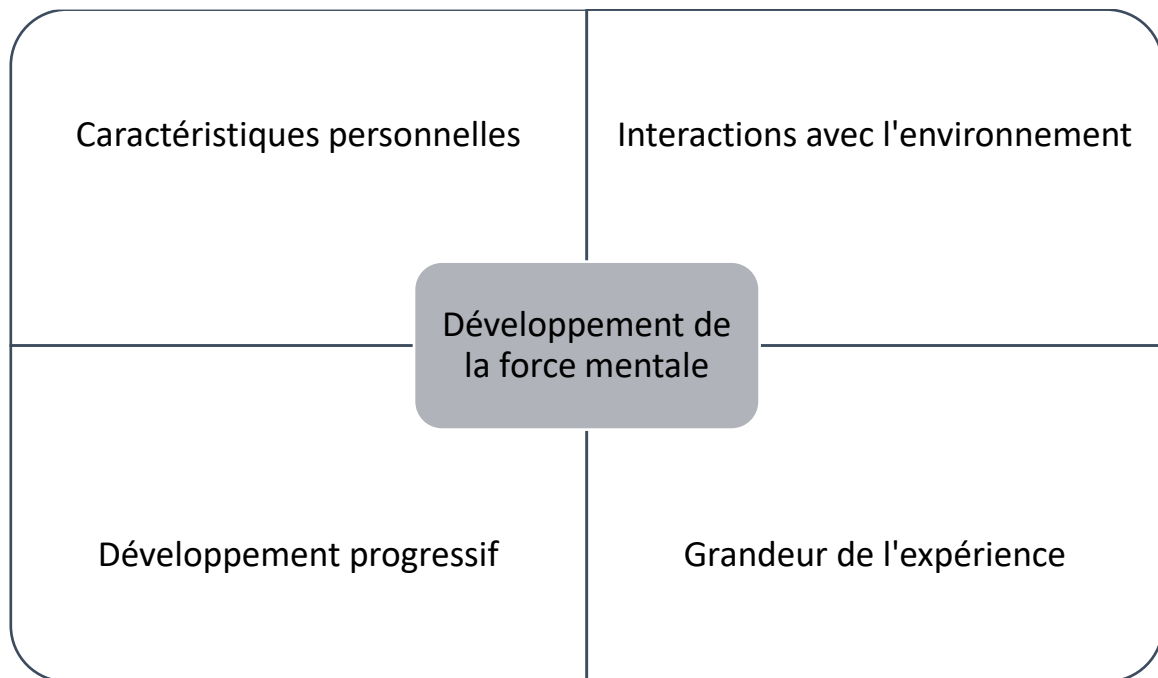 Caractéristiques personnelles
Interactions avec l'environnement
Développement de
la force mentale
Développement progressif
Grandeur de l'expérience